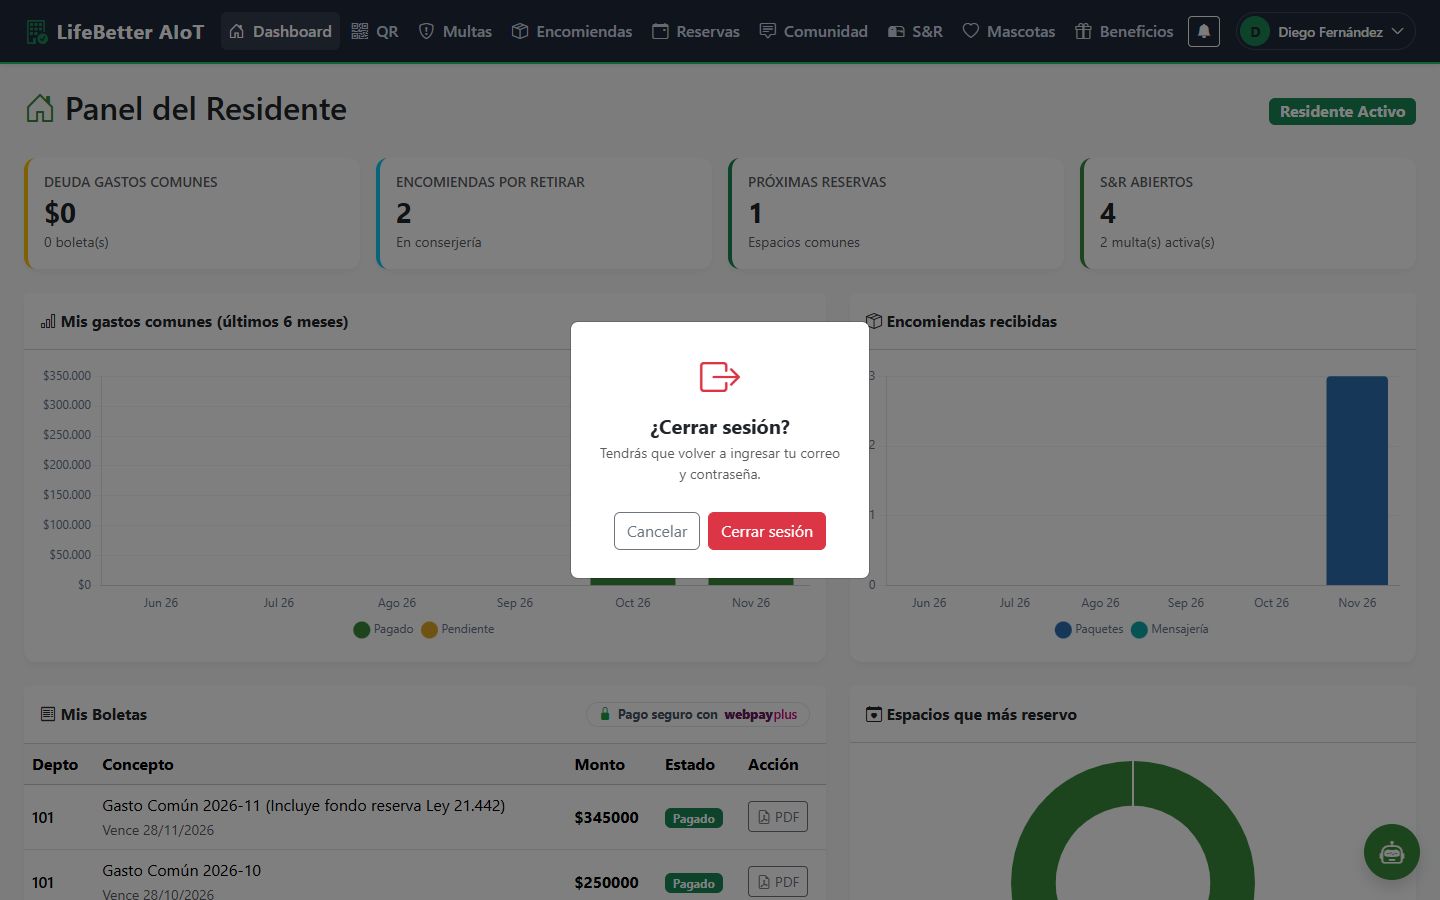 LifeBetter AIoT
Dashboard
QR
Multas
Encomiendas
Reservas
Comunidad
S&R
Mascotas
Beneficios
D
Diego Fernández
Panel del Residente
Residente Activo
DEUDA GASTOS COMUNES
$0
0 boleta(s)
ENCOMIENDAS POR RETIRAR
2
En conserjería
PRÓXIMAS RESERVAS
1
Espacios comunes
S&R ABIERTOS
4
2 multa(s) activa(s)
Mis gastos comunes (últimos 6 meses)
$350.000
$300.000
$250.000
$200.000
$150.000
$100.000
$50.000
$0
Jun 26
Jul 26
Ago 26
Sep 26
Oct 26
Nov 26
Pagado
Pendiente
¿Cerrar sesión?
Tendrás que volver a ingresar tu correo
y contraseña.
Cancelar
Cerrar sesión
Encomiendas recibidas
3
2
1
0
Jun 26
Jul 26
Ago 26
Sep 26
Oct 26
Nov 26
Paquetes
Mensajería
Mis Boletas
Pago seguro con webpay plus
Depto
Concepto
Monto
Estado
Acción
101
Gasto Común 2026-11 (Incluye fondo reserva Ley 21.442)
Vence 28/11/2026
$345000
Pagado
PDF
101
Gasto Común 2026-10
Vence 28/10/2026
$250000
Pagado
PDF
Espacios que más reservo